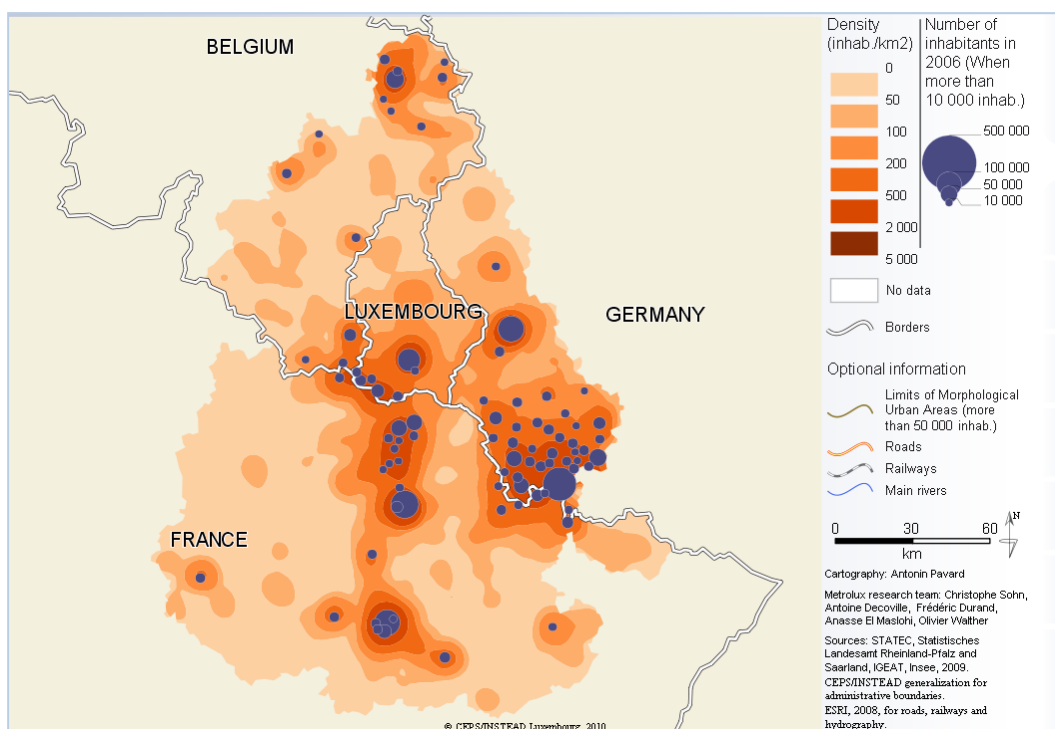 BELGIUM
LUXEMBOURG
GERMANY
FRANCE
© CEPS/INSTEAD Luxembourg, 2010
Density
(inhab./km2)
0
50
100
200
500
2 000
5 000
No data
Borders
Number of
inhabitants in
2006 (When
more than
10 000 inhab.)
500 000
100 000
50 000
10 000
Optional information
Limits of Morphological
Urban Areas (more
than 50 000 inhab.)
Roads
Railways
Main rivers
N
0 30 60
km
Cartography: Antonin Pavard
Metrolux research team: Christophe Sohn,
Antoine Decoville, Frédéric Durand,
Anasse El Maslohi, Olivier Walther
Sources: STATEC, Statistisches
Landesamt Rheinland-Pfalz and
Saarland, IGEAT, Insee, 2009.
CEPS/INSTEAD generalization for
administrative boundaries.
ESRI, 2008, for roads, railways and
hydrography.